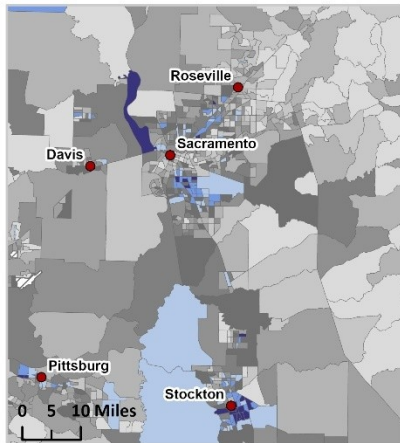 Roseville
Sacramento
Davis
Pittsburg
Stockton
0 5 10 Miles